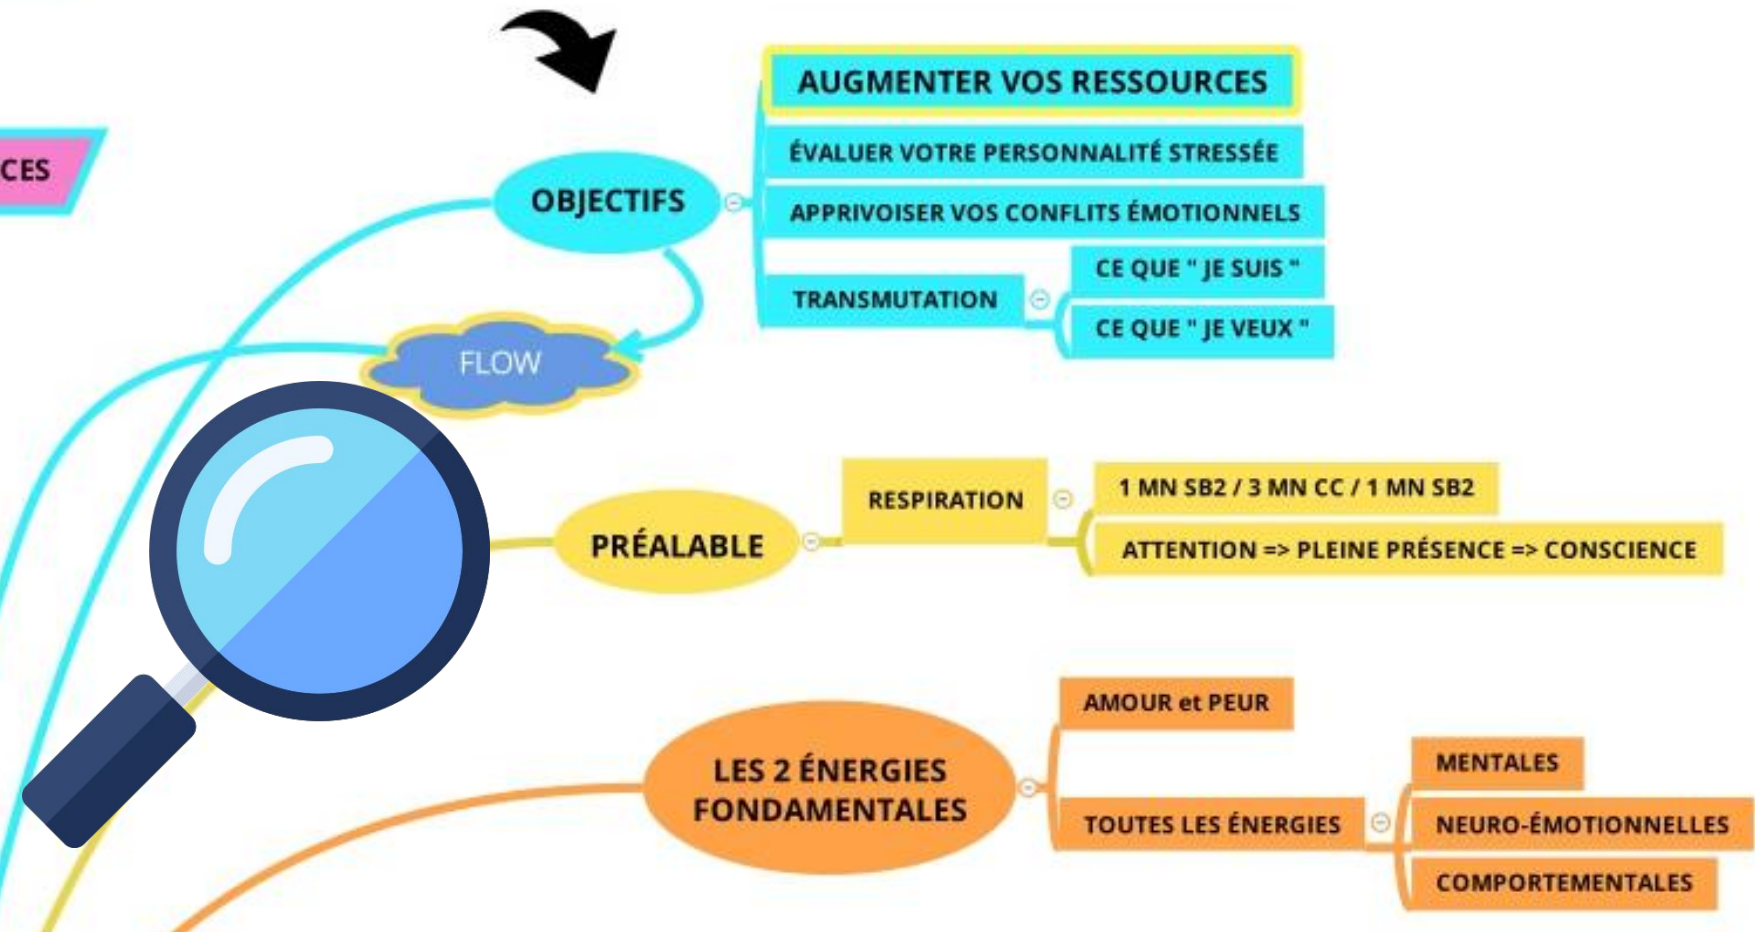 CES
OBJECTIFS
AUGMENTER VOS RESSOURCES
ÉVALUER VOTRE PERSONNALITÉ STRESSÉE
APPRIVOISER VOS CONFLITS ÉMOTIONNELS
TRANSMUTATION
CE QUE " JE SUIS "
CE QUE " JE VEUX "
FLOW
PRÉALABLE
RESPIRATION
1 MN SB2 / 3 MN CC / 1 MN SB2
ATTENTION => PLEINE PRÉSENCE => CONSCIENCE
LES 2 ÉNERGIES
FONDAMENTALES
AMOUR et PEUR
TOUTES LES ÉNERGIES
MENTALES
NEURO-ÉMOTIONNELLES
COMPORTEMENTALES